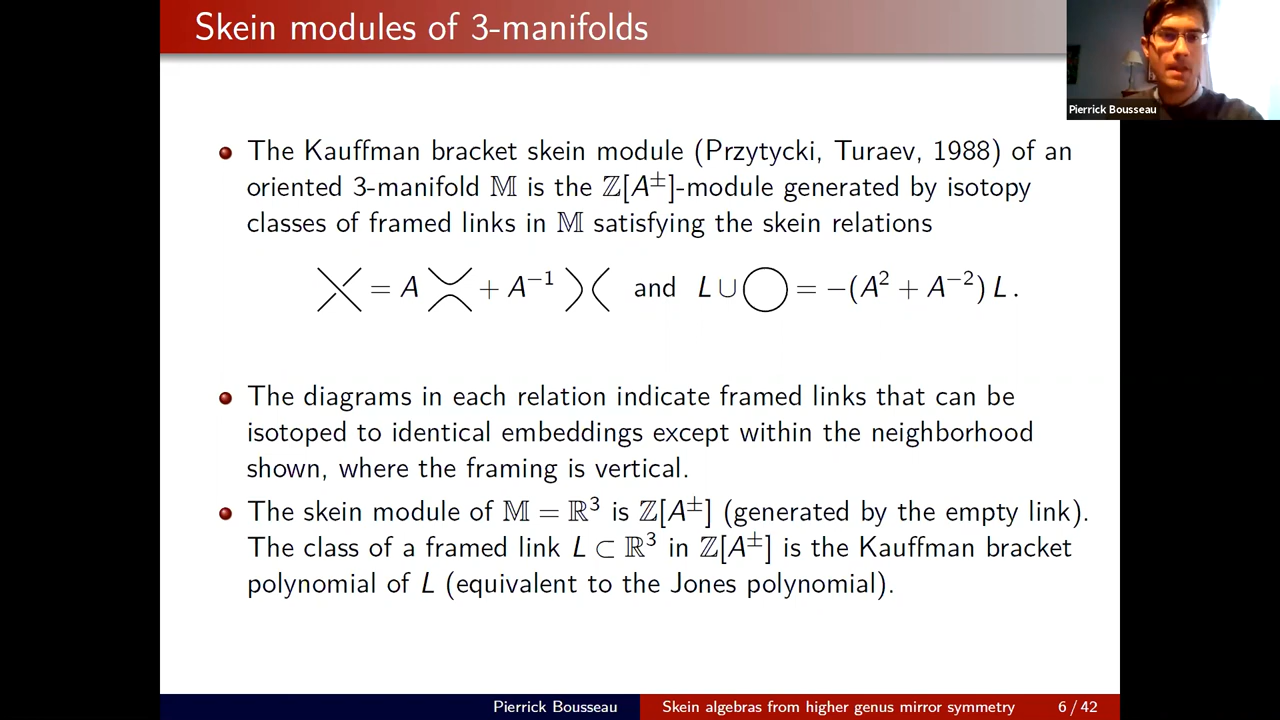 Skein modules of 3-manifolds
Pierrick Bousseau
The Kauffman bracket skein module (Przytycki, Turaev, 1988) of an
oriented 3-manifold 𝕄 is the ℤ[A±]-module generated by isotopy
classes of framed links in 𝕄 satisfying the skein relations
= A + A⁻¹ and L ∪ = −(A² + A⁻²) L .
The diagrams in each relation indicate framed links that can be
isotoped to identical embeddings except within the neighborhood
shown, where the framing is vertical.
The skein module of 𝕄 = ℝ³ is ℤ[A±] (generated by the empty link).
The class of a framed link L ⊂ ℝ³ in ℤ[A±] is the Kauffman bracket
polynomial of L (equivalent to the Jones polynomial).
Pierrick Bousseau Skein algebras from higher genus mirror symmetry 6 / 42